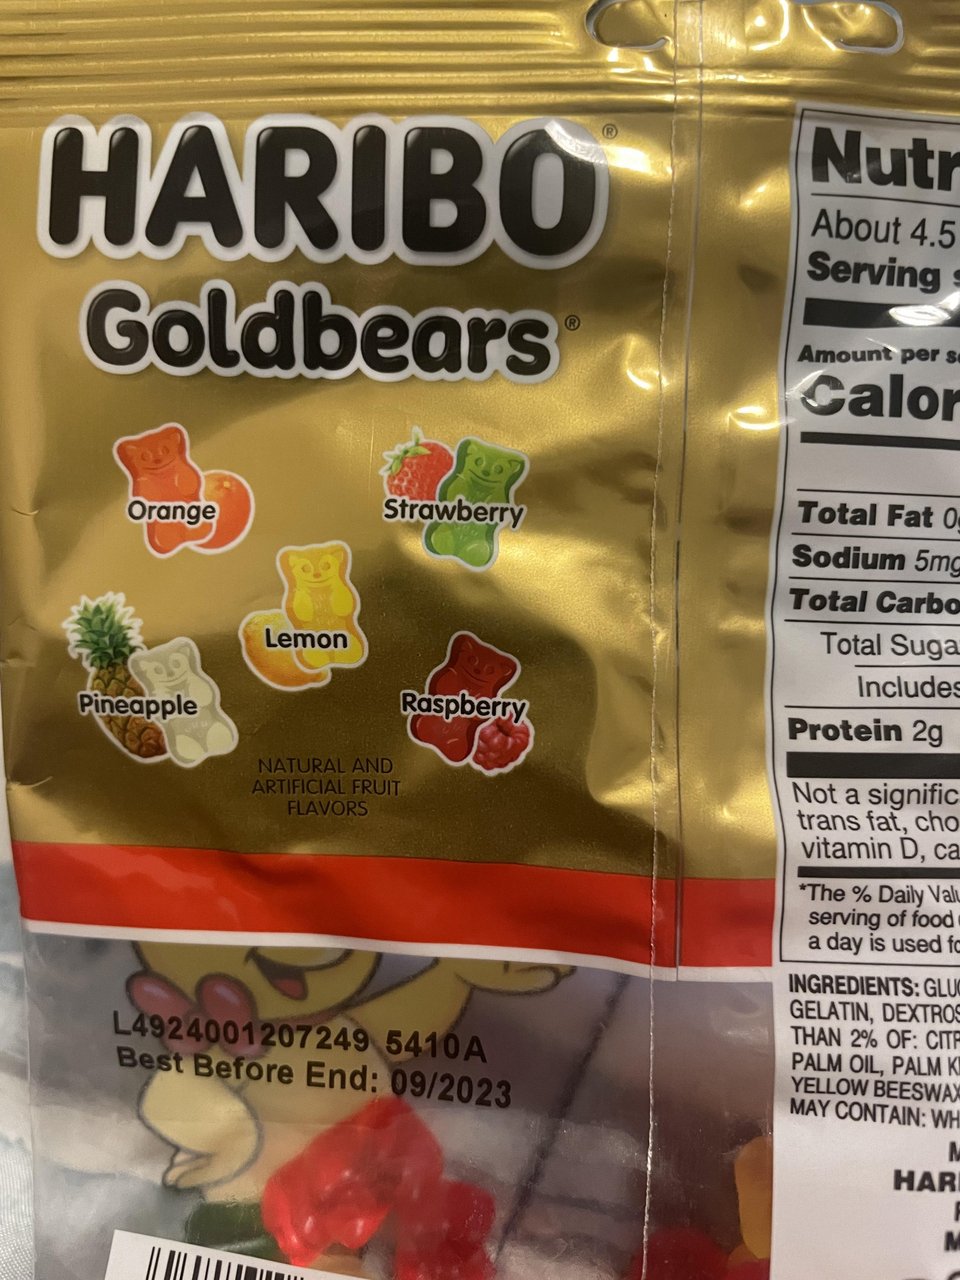 HARIBO®
Goldbears®
Orange
Strawberry
Lemon
Pineapple
Raspberry
NATURAL AND
ARTIFICIAL FRUIT
FLAVORS
L4924001207249 5410A
Best Before End: 09/2023
Nutr
About 4.5
Serving s
Amount per se
Calor
Total Fat 0g
Sodium 5mg
Total Carbo
Total Suga
Includes
Protein 2g
Not a signific
trans fat, cho
vitamin D, ca
*The % Daily Valu
serving of food
a day is used fo
INGREDIENTS: GLUC
GELATIN, DEXTROS
THAN 2% OF: CITR
PALM OIL, PALM KE
YELLOW BEESWAX
MAY CONTAIN: WH
M
HARI
M